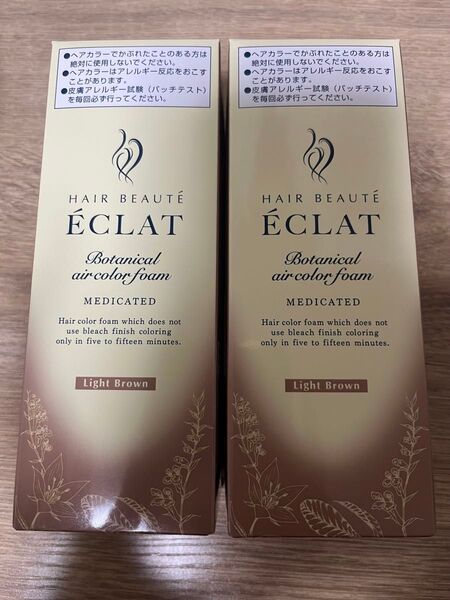 ●ヘアカラーでかぶれたことのある方は
絶対に使用しないでください。
●ヘアカラーはアレルギー反応をおこす
ことがあります。
●皮膚アレルギー試験（パッチテスト）
を毎回必ず行ってください。
HAIR BEAUTÉ
ÉCLAT
Botanical
air color foam
MEDICATED
Hair color foam which does not
use bleach finish coloring
only in five to fifteen minutes.
Light Brown
●ヘアカラーでかぶれたことのある方は
絶対に使用しないでください。
●ヘアカラーはアレルギー反応をおこす
ことがあります。
●皮膚アレルギー試験（パッチテスト）
を毎回必ず行ってください。
HAIR BEAUTÉ
ÉCLAT
Botanical
air color foam
MEDICATED
Hair color foam which does not
use bleach finish coloring
only in five to fifteen minutes.
Light Brown